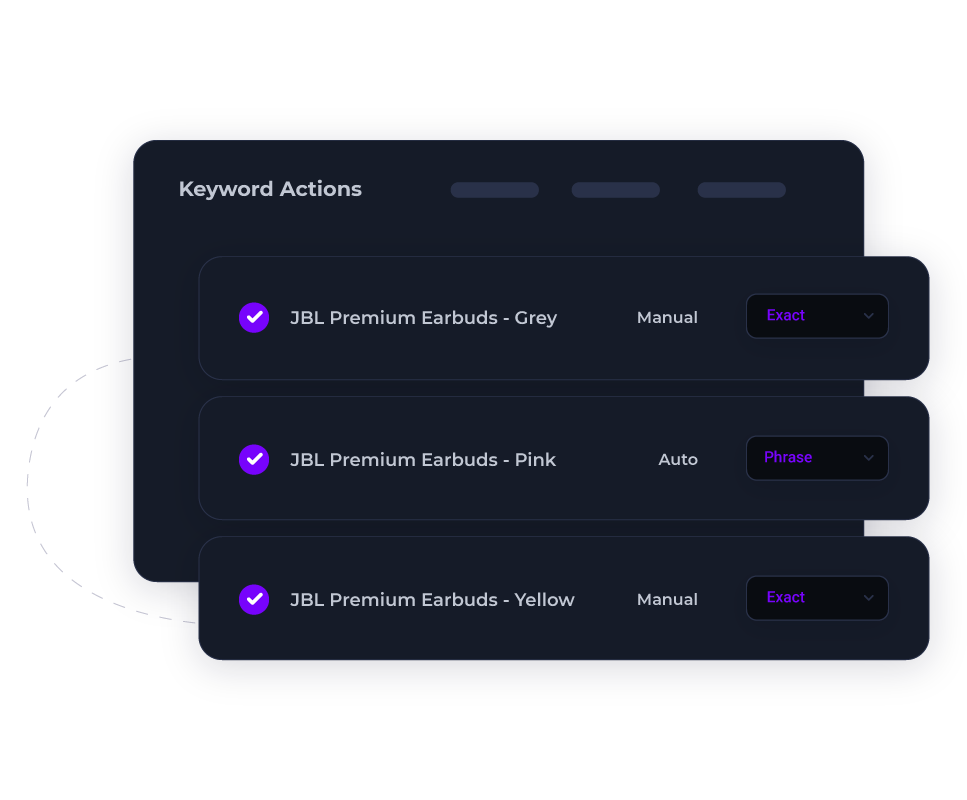 Keyword Actions
JBL Premium Earbuds - Grey Manual Exact
JBL Premium Earbuds - Pink Auto Phrase
JBL Premium Earbuds - Yellow Manual Exact